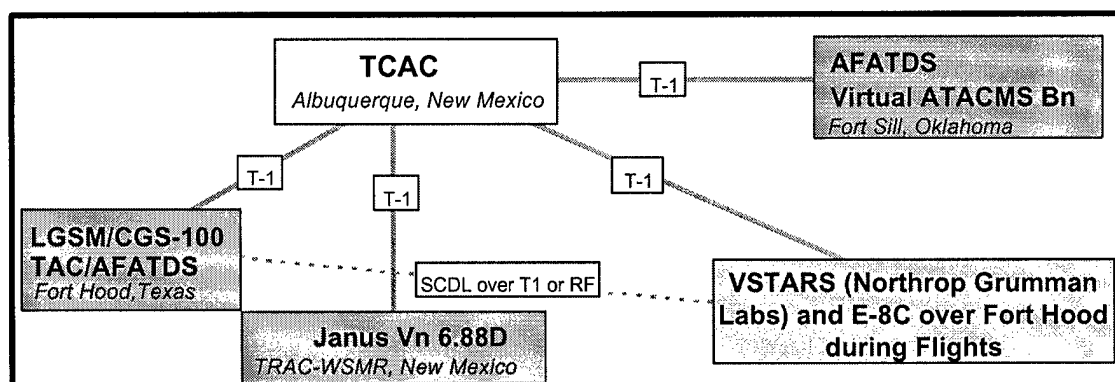 TCAC
Albuquerque, New Mexico
T-1
AFATDS
Virtual ATACMS Bn
Fort Sill, Oklahoma
T-1
T-1
T-1
LGSM/CGS-100
TAC/AFATDS
Fort Hood,Texas
SCDL over T1 or RF
VSTARS (Northrop Grumman
Labs) and E-8C over Fort Hood
during Flights
Janus Vn 6.88D
TRAC-WSMR, New Mexico